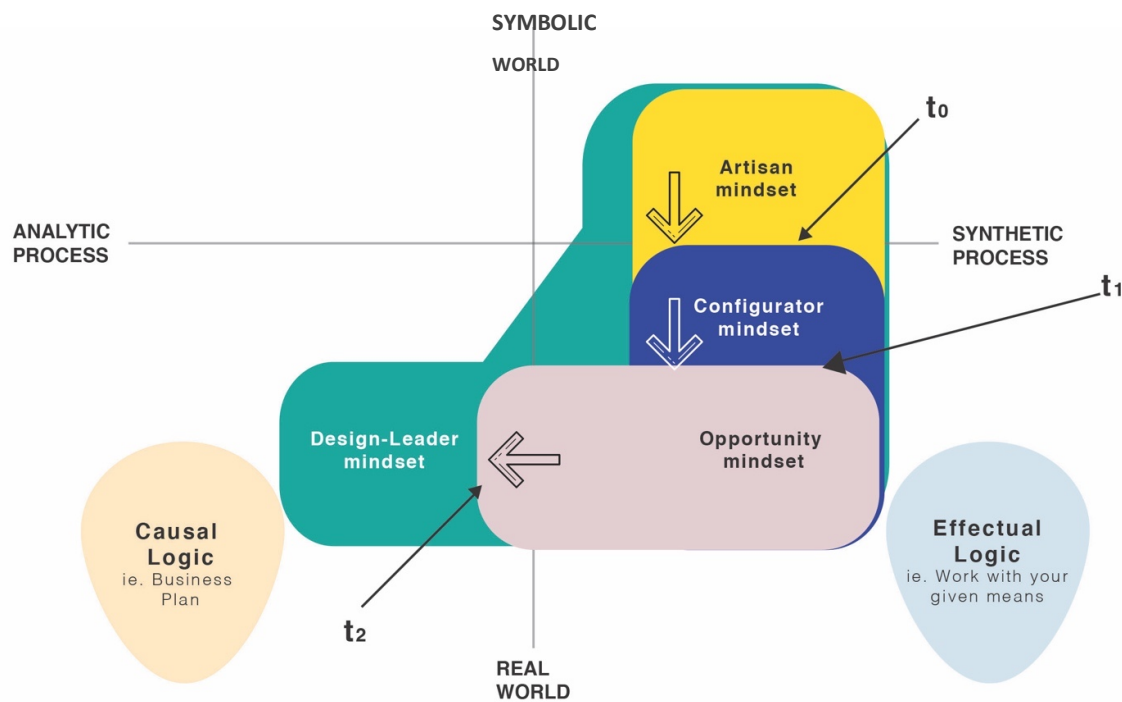 SYMBOLIC
WORLD
t0
Artisan
mindset
ANALYTIC
PROCESS
SYNTHETIC
PROCESS
t1
Configurator
mindset
Design-Leader
mindset
Opportunity
mindset
Causal
Logic
ie. Business
Plan
Effectual
Logic
ie. Work with your
given means
t2
REAL
WORLD